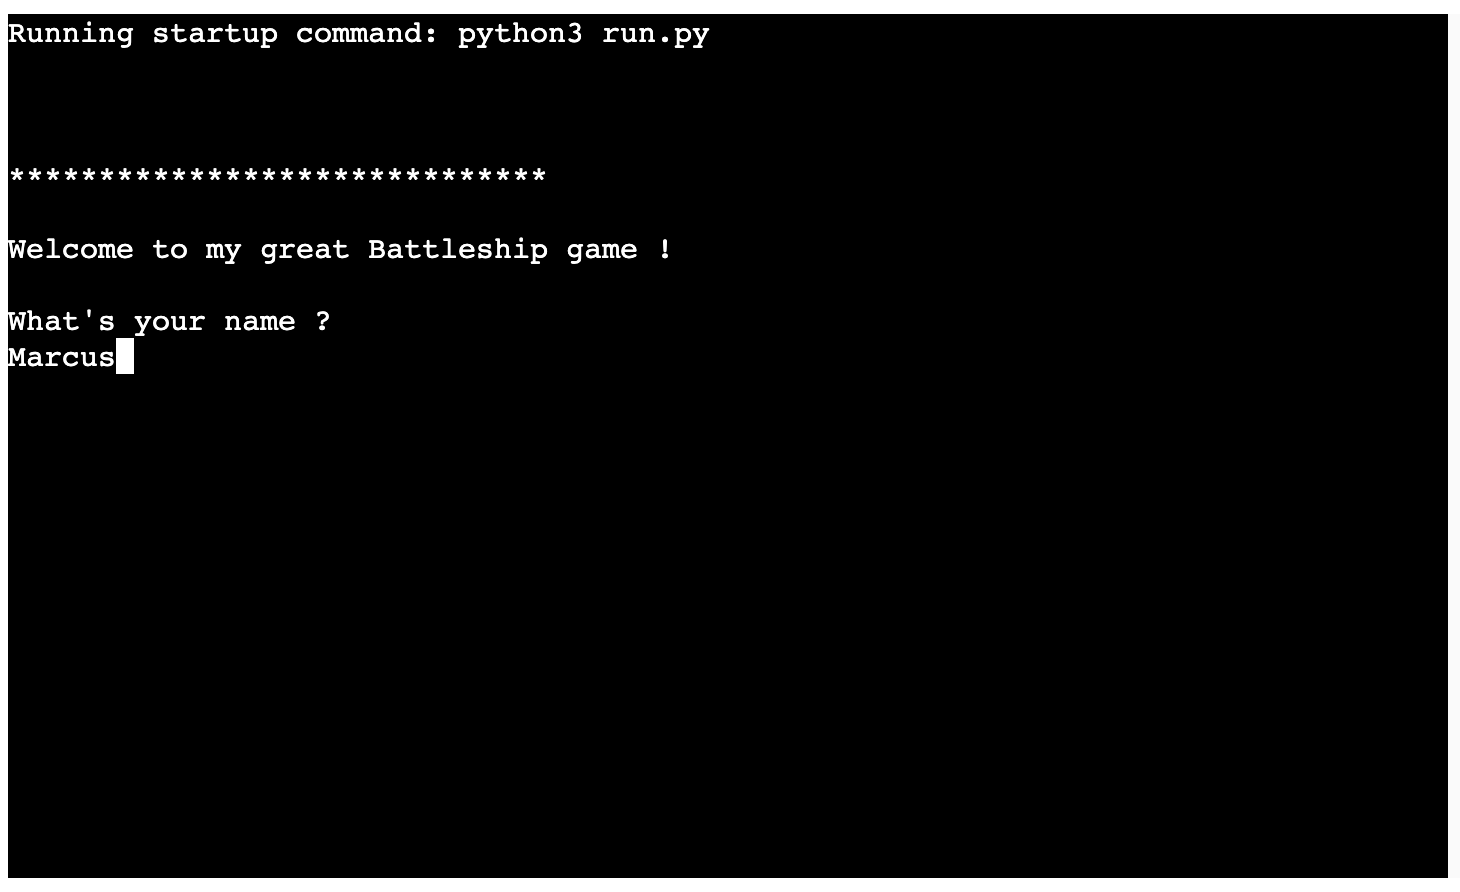 Running startup command: python3 run.py
******************************
Welcome to my great Battleship game !
What's your name ?
Marcus